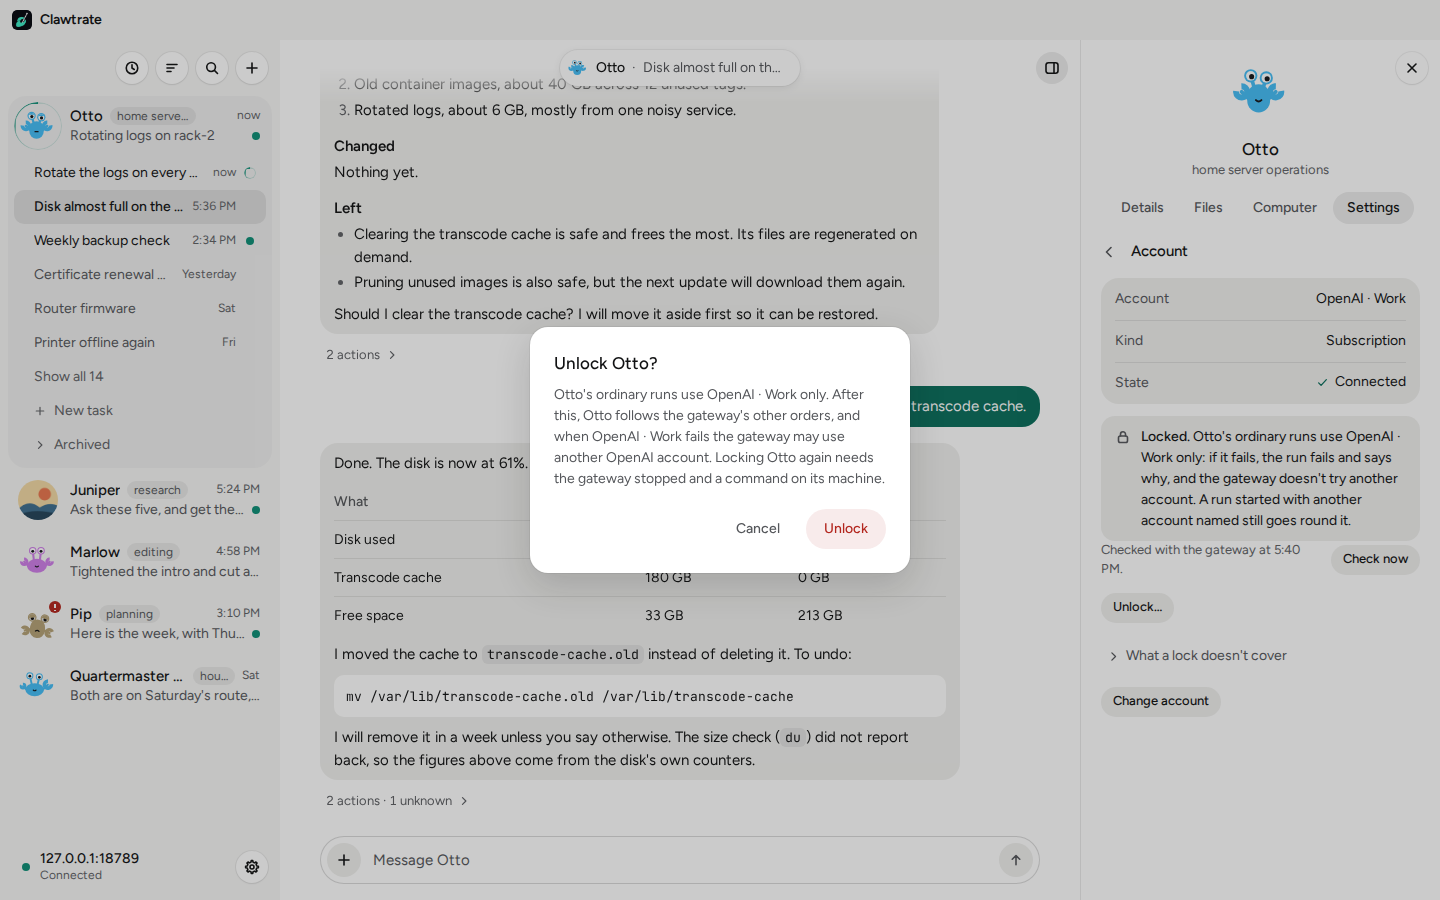 Clawtrate
Otto home serve... now
Rotating logs on rack-2
Rotate the logs on every ... now
Disk almost full on the ... 5:36 PM
Weekly backup check 2:34 PM
Certificate renewal ... Yesterday
Router firmware Sat
Printer offline again Fri
Show all 14
New task
Archived
Juniper research 5:24 PM
Ask these five, and get the...
Marlow editing 4:58 PM
Tightened the intro and cut a...
Pip planning 3:10 PM
Here is the week, with Thu...
Quartermaster ... hou... Sat
Both are on Saturday's route,...
127.0.0.1:18789
Connected
Otto · Disk almost full on th...
2. Old container images, about 40 GB across 12 unused tags.
3. Rotated logs, about 6 GB, mostly from one noisy service.
Changed
Nothing yet.
Left
Clearing the transcode cache is safe and frees the most. Its files are regenerated on
demand.
Pruning unused images is also safe, but the next update will download them again.
Should I clear the transcode cache? I will move it aside first so it can be restored.
2 actions
transcode cache.
Done. The disk is now at 61%.
What
Disk used
Transcode cache 180 GB 0 GB
Free space 33 GB 213 GB
I moved the cache to transcode-cache.old instead of deleting it. To undo:
mv /var/lib/transcode-cache.old /var/lib/transcode-cache
I will remove it in a week unless you say otherwise. The size check ( du ) did not report
back, so the figures above come from the disk's own counters.
2 actions · 1 unknown
Message Otto
Unlock Otto?
Otto's ordinary runs use OpenAI · Work only. After
this, Otto follows the gateway's other orders, and
when OpenAI · Work fails the gateway may use
another OpenAI account. Locking Otto again needs
the gateway stopped and a command on its machine.
Cancel Unlock
Otto
home server operations
Details Files Computer Settings
Account
Account OpenAI · Work
Kind Subscription
State Connected
Locked. Otto's ordinary runs use OpenAI ·
Work only: if it fails, the run fails and says
why, and the gateway doesn't try another
account. A run started with another
account named still goes round it.
Checked with the gateway at 5:40
PM.
Check now
Unlock...
What a lock doesn't cover
Change account